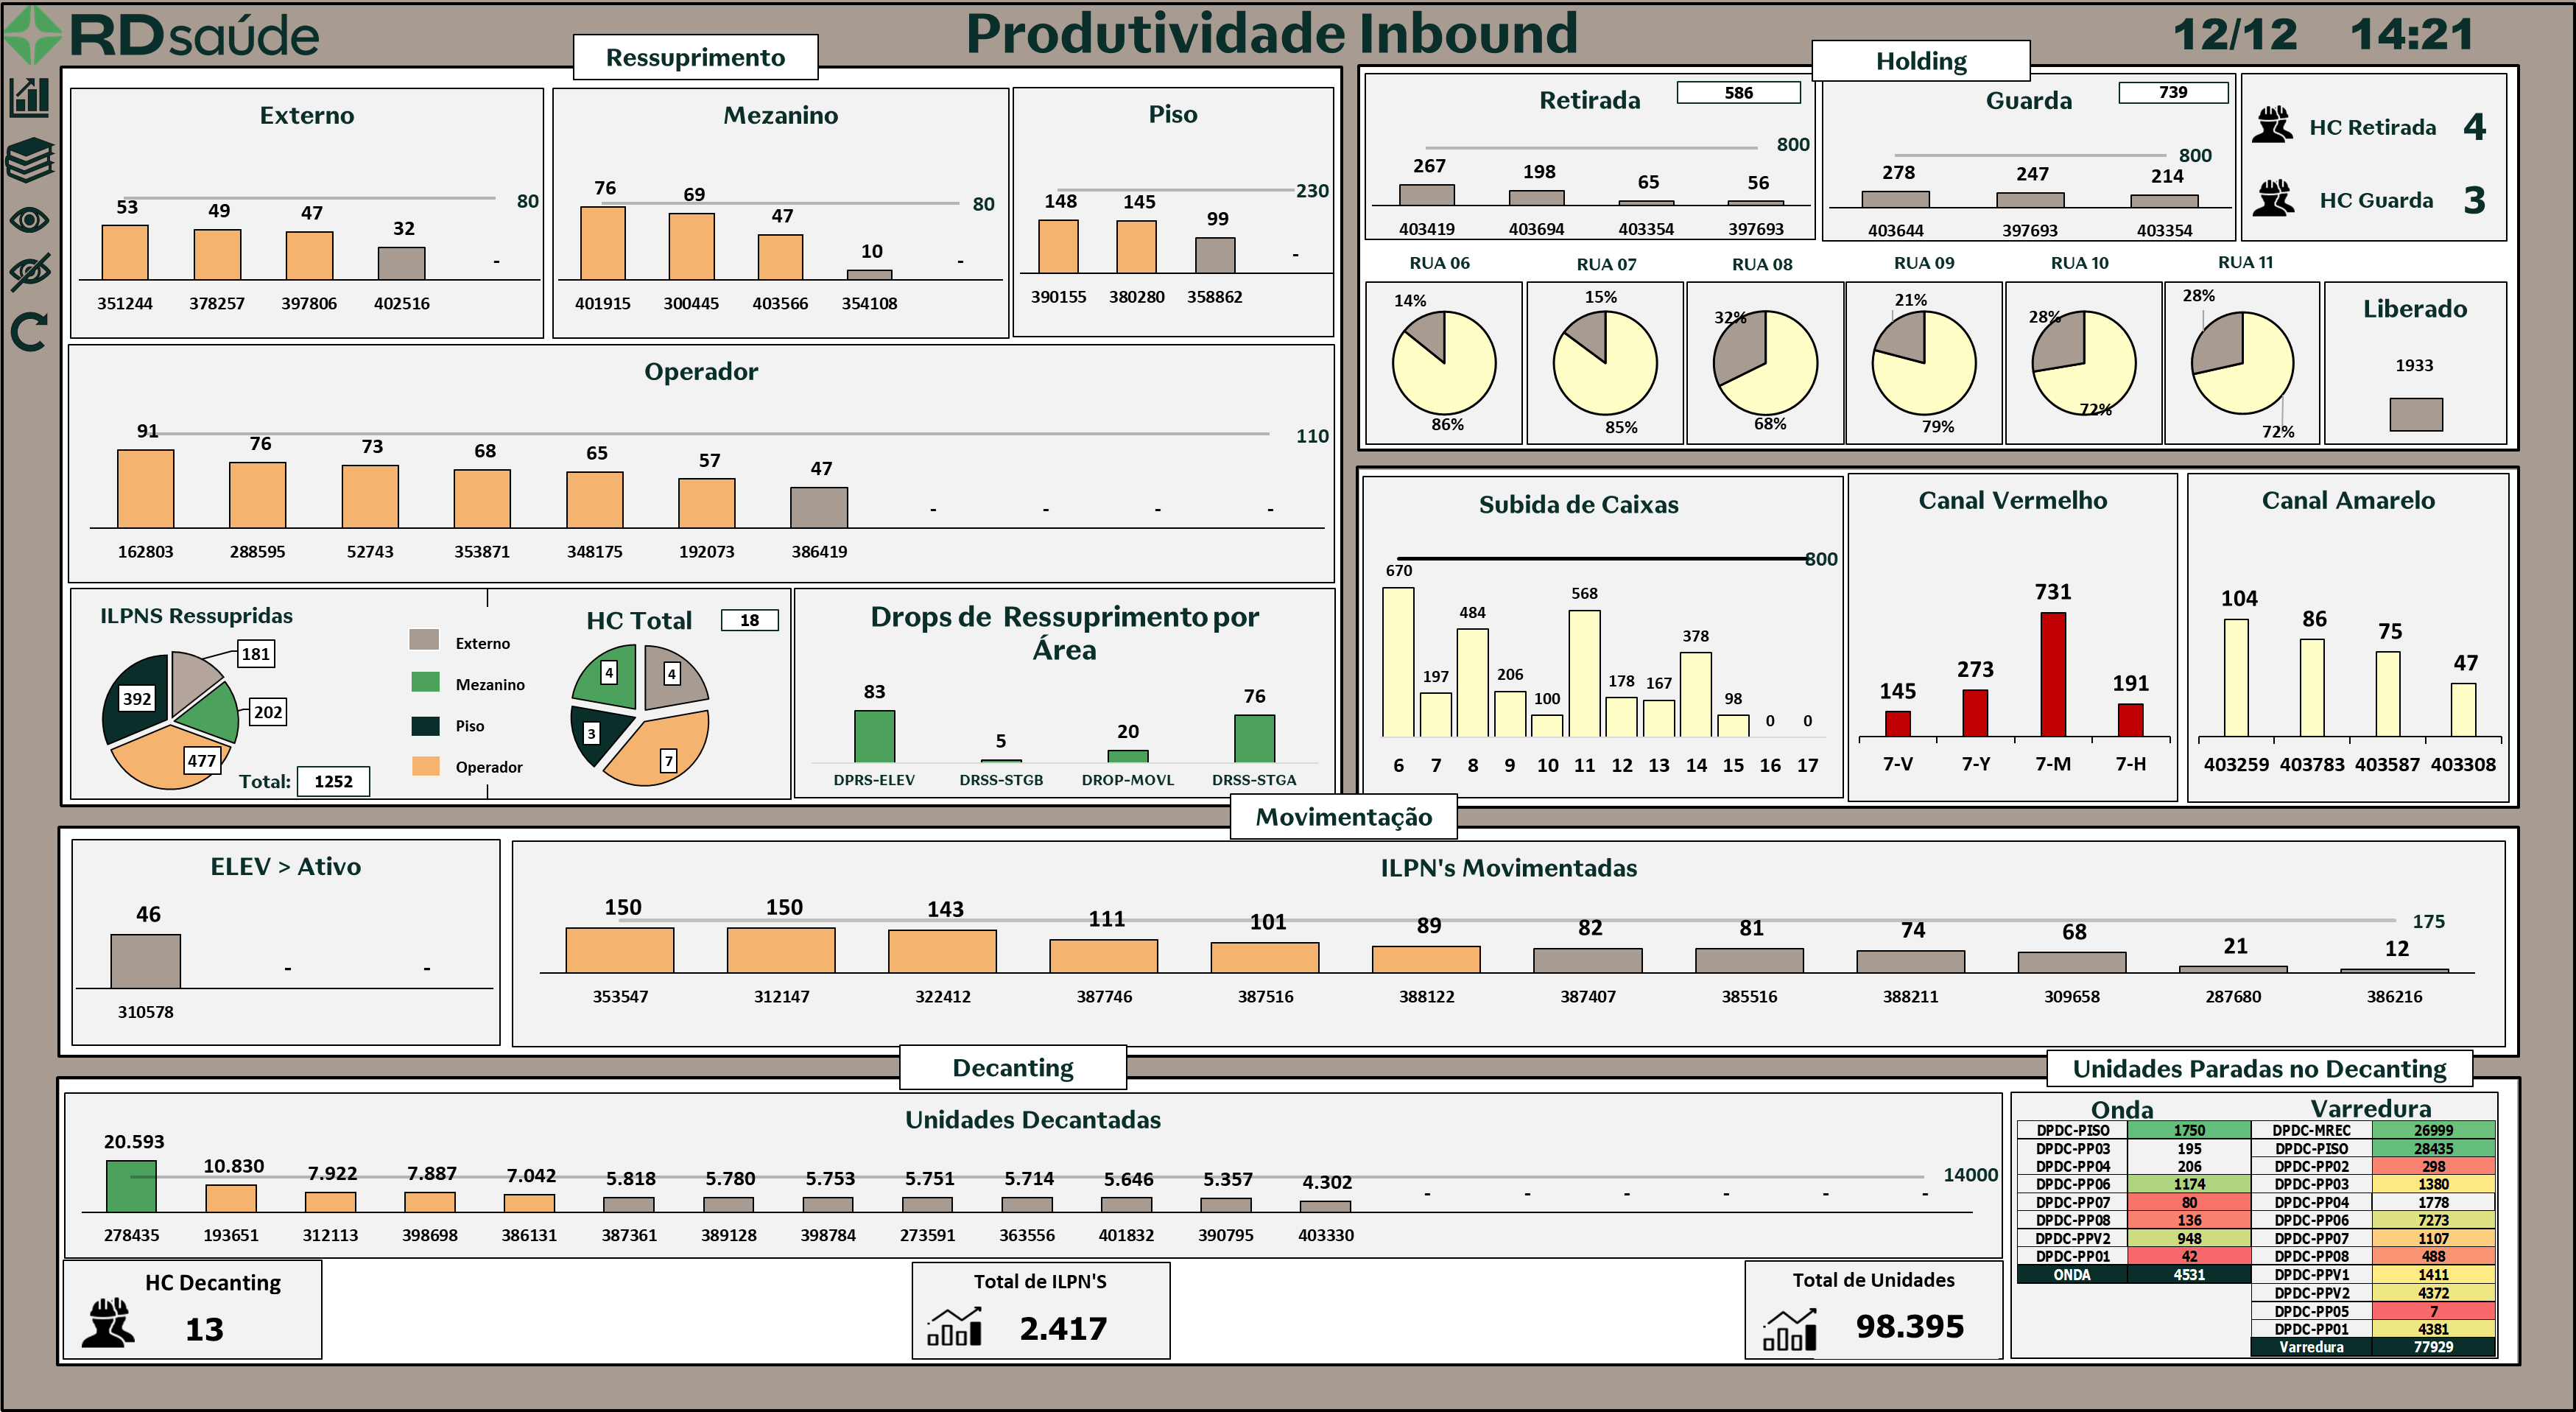 RDsaúde
Produtividade Inbound
12/12 14:21
Ressuprimento
Externo
80
53 49 47 32 -
351244 378257 397806 402516
Mezanino
80
76 69 47 10 -
401915 300445 403566 354108
Piso
230
148 145 99 -
390155 380280 358862
Operador
110
91 76 73 68 65 57 47 - - - -
162803 288595 52743 353871 348175 192073 386419
ILPNS Ressupridas
181
202
392
477
Total: 1252
Externo
Mezanino
Piso
Operador
HC Total 18
4 4
3 7
Drops de Ressuprimento por
Área
83 5 20 76
DPRS-ELEV DRSS-STGB DROP-MOVL DRSS-STGA
Holding
Retirada 586
800
267 198 65 56
403419 403694 403354 397693
Guarda 739
800
278 247 214
403644 397693 403354
HC Retirada 4
HC Guarda 3
RUA 06 RUA 07 RUA 08 RUA 09 RUA 10 RUA 11
14% 15% 32% 21% 28% 28%
86% 85% 68% 79% 72% 72%
Liberado
1933
Subida de Caixas
800
670 197 484 206 100 568 178 167 378 98 0 0
6 7 8 9 10 11 12 13 14 15 16 17
Canal Vermelho
145 273 731 191
7-V 7-Y 7-M 7-H
Canal Amarelo
104 86 75 47
403259 403783 403587 403308
Movimentação
ELEV > Ativo
46 - -
310578
ILPN's Movimentadas
175
150 150 143 111 101 89 82 81 74 68 21 12
353547 312147 322412 387746 387516 388122 387407 385516 388211 309658 287680 386216
Decanting
Unidades Decantadas
14000
20.593 10.830 7.922 7.887 7.042 5.818 5.780 5.753 5.751 5.714 5.646 5.357 4.302 - - - - - -
278435 193651 312113 398698 386131 387361 389128 398784 273591 363556 401832 390795 403330
HC Decanting
13
Total de ILPN'S
2.417
Total de Unidades
98.395
Unidades Paradas no Decanting
Onda Varredura
DPDC-PISO 1750 DPDC-MREC 26999
DPDC-PP03 195 DPDC-PISO 28435
DPDC-PP04 206 DPDC-PP02 298
DPDC-PP06 1174 DPDC-PP03 1380
DPDC-PP07 80 DPDC-PP04 1778
DPDC-PP08 136 DPDC-PP06 7273
DPDC-PPV2 948 DPDC-PP07 1107
DPDC-PP01 42 DPDC-PP08 488
ONDA 4531 DPDC-PPV1 1411
DPDC-PPV2 4372
DPDC-PP05 7
DPDC-PP01 4381
Varredura 77929